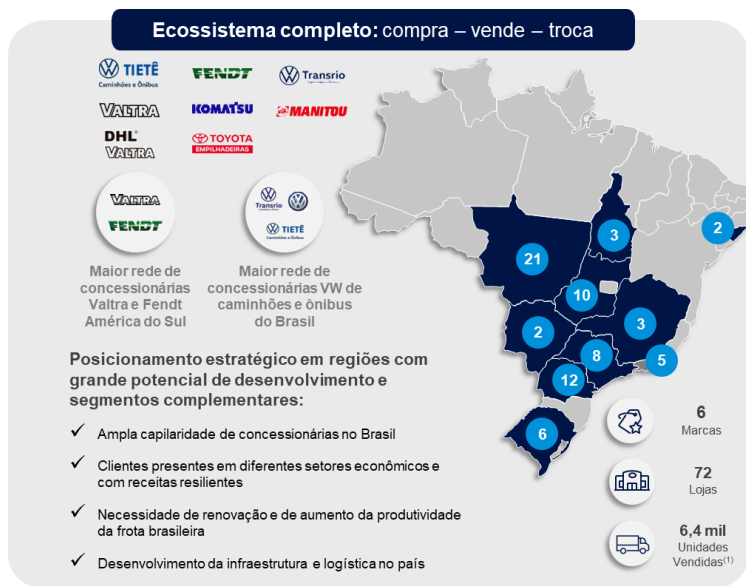 Ecossistema completo: compra – vende – troca
TIETÊ
Caminhões e Ônibus
FENDT
Transrio
VALTRA
KOMATSU
MANITOU
DHL
VALTRA
TOYOTA
EMPILHADEIRAS
VALTRA
FENDT
Transrio
TIETÊ
Caminhões e Ônibus
Maior rede de
concessionárias
Valtra e Fendt
América do Sul
Maior rede de
concessionárias VW de
caminhões e ônibus
do Brasil
Posicionamento estratégico em regiões com
grande potencial de desenvolvimento e
segmentos complementares:
✓ Ampla capilaridade de concessionárias no Brasil
✓ Clientes presentes em diferentes setores econômicos e
com receitas resilientes
✓ Necessidade de renovação e de aumento da produtividade
da frota brasileira
✓ Desenvolvimento da infraestrutura e logística no país
2
3
21
10
3
2
8
5
12
6
6
Marcas
72
Lojas
6,4 mil
Unidades
Vendidas(1)